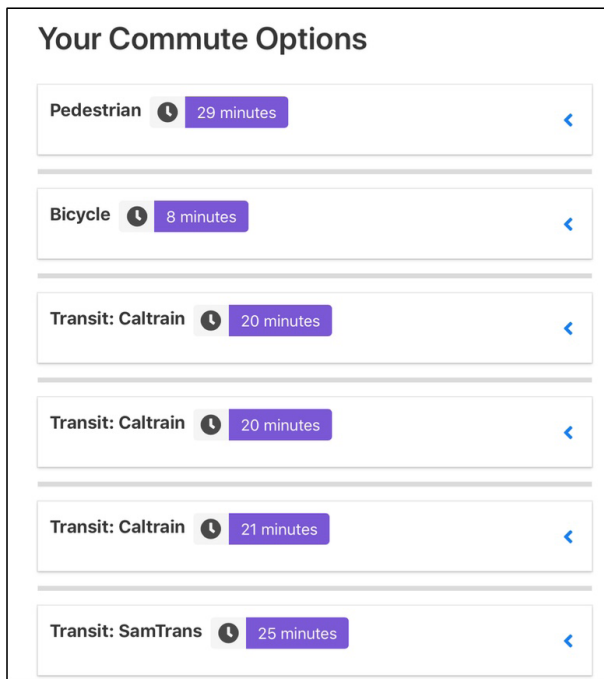 Your Commute Options
Pedestrian 29 minutes
Bicycle 8 minutes
Transit: Caltrain 20 minutes
Transit: Caltrain 20 minutes
Transit: Caltrain 21 minutes
Transit: SamTrans 25 minutes